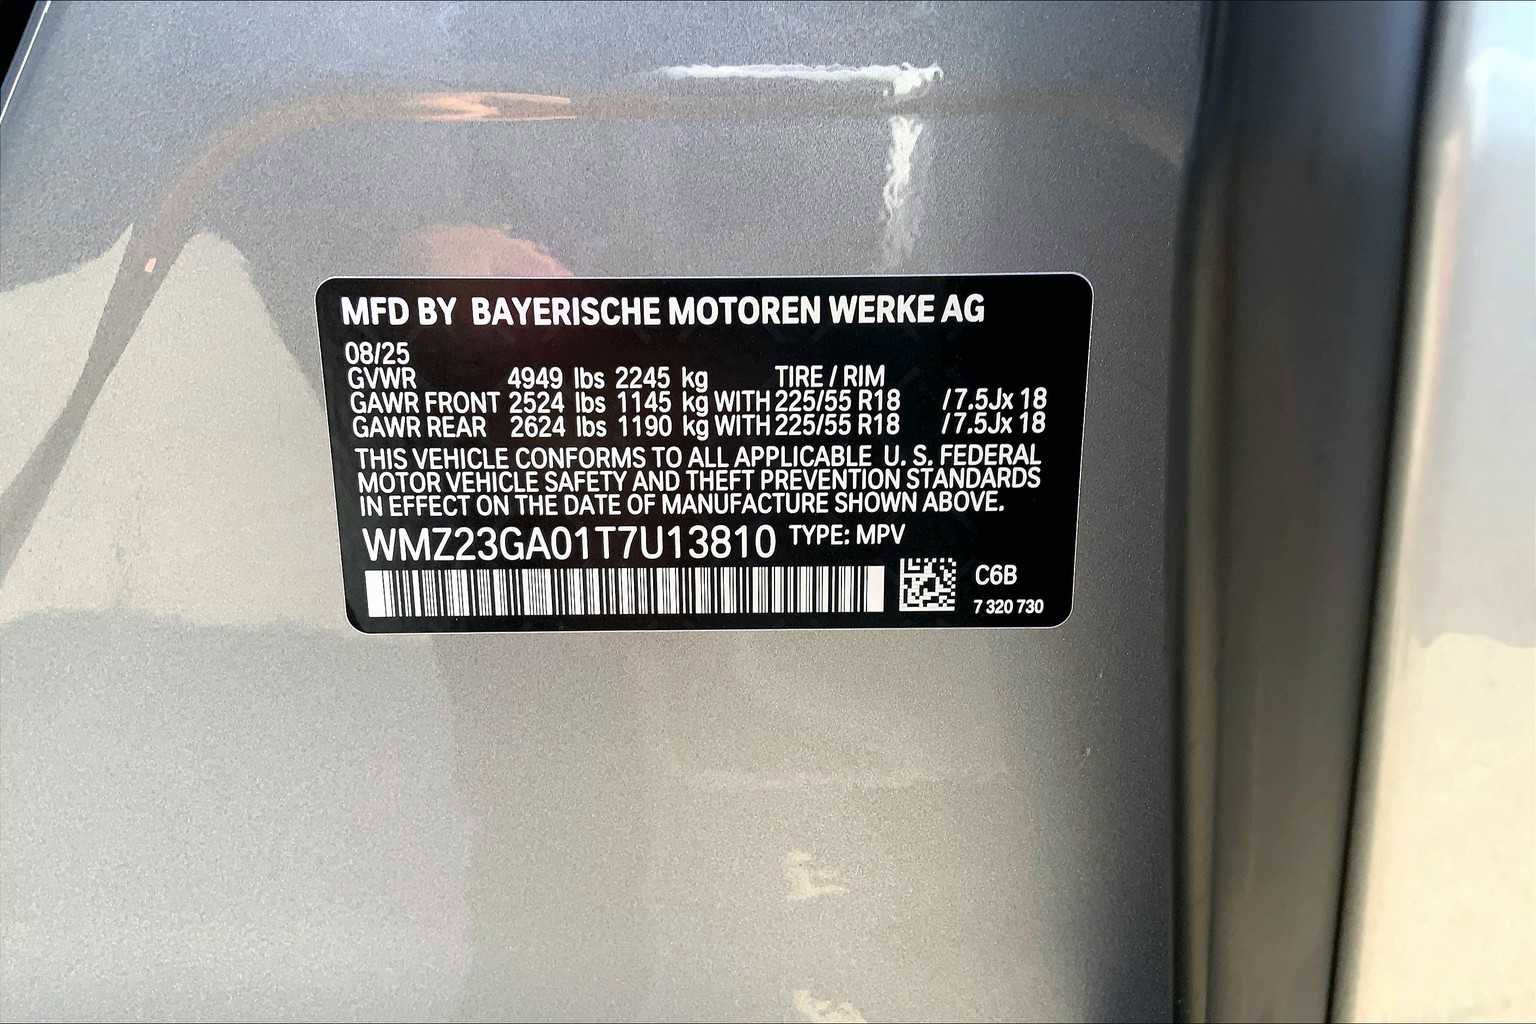 MFD BY BAYERISCHE MOTOREN WERKE AG
08/25
GVWR 4949 lbs 2245 kg TIRE / RIM
GAWR FRONT 2524 lbs 1145 kg WITH 225/55 R18 / 7.5Jx 18
GAWR REAR 2624 lbs 1190 kg WITH 225/55 R18 / 7.5Jx 18
THIS VEHICLE CONFORMS TO ALL APPLICABLE U. S. FEDERAL
MOTOR VEHICLE SAFETY AND THEFT PREVENTION STANDARDS
IN EFFECT ON THE DATE OF MANUFACTURE SHOWN ABOVE.
WMZ23GA01T7U13810 TYPE: MPV
C6B
7 320 730